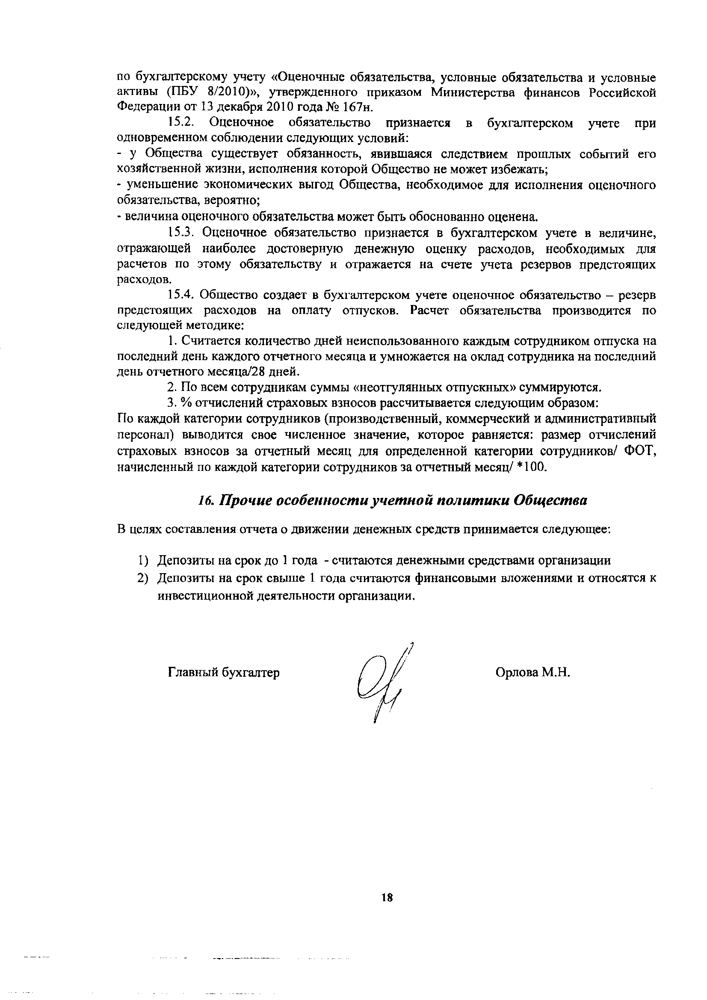 по бухгалтерскому учету «Оценочные обязательства, условные обязательства и условные
активы (ПБУ 8/2010)», утвержденного приказом Министерства финансов Российской
Федерации от 13 декабря 2010 года № 167н.
15.2. Оценочное обязательство признается в бухгалтерском учете при
одновременном соблюдении следующих условий:
- у Общества существует обязанность, явившаяся следствием прошлых событий его
хозяйственной жизни, исполнения которой Общество не может избежать;
- уменьшение экономических выгод Общества, необходимое для исполнения оценочного
обязательства, вероятно;
- величина оценочного обязательства может быть обоснованно оценена.
15.3. Оценочное обязательство признается в бухгалтерском учете в величине,
отражающей наиболее достоверную денежную оценку расходов, необходимых для
расчетов по этому обязательству и отражается на счете учета резервов предстоящих
расходов.
15.4. Общество создает в бухгалтерском учете оценочное обязательство – резерв
предстоящих расходов на оплату отпусков. Расчет обязательства производится по
следующей методике:
1. Считается количество дней неиспользованного каждым сотрудником отпуска на
последний день каждого отчетного месяца и умножается на оклад сотрудника на последний
день отчетного месяца/28 дней.
2. По всем сотрудникам суммы «неотгулянных отпускных» суммируются.
3. % отчислений страховых взносов рассчитывается следующим образом:
По каждой категории сотрудников (производственный, коммерческий и административный
персонал) выводится свое численное значение, которое равняется: размер отчислений
страховых взносов за отчетный месяц для определенной категории сотрудников/ ФОТ,
начисленный по каждой категории сотрудников за отчетный месяц/ *100.
16. Прочие особенности учетной политики Общества
В целях составления отчета о движении денежных средств принимается следующее:
1) Депозиты на срок до 1 года - считаются денежными средствами организации
2) Депозиты на срок свыше 1 года считаются финансовыми вложениями и относятся к
инвестиционной деятельности организации.
Главный бухгалтер Орлова М.Н.
18